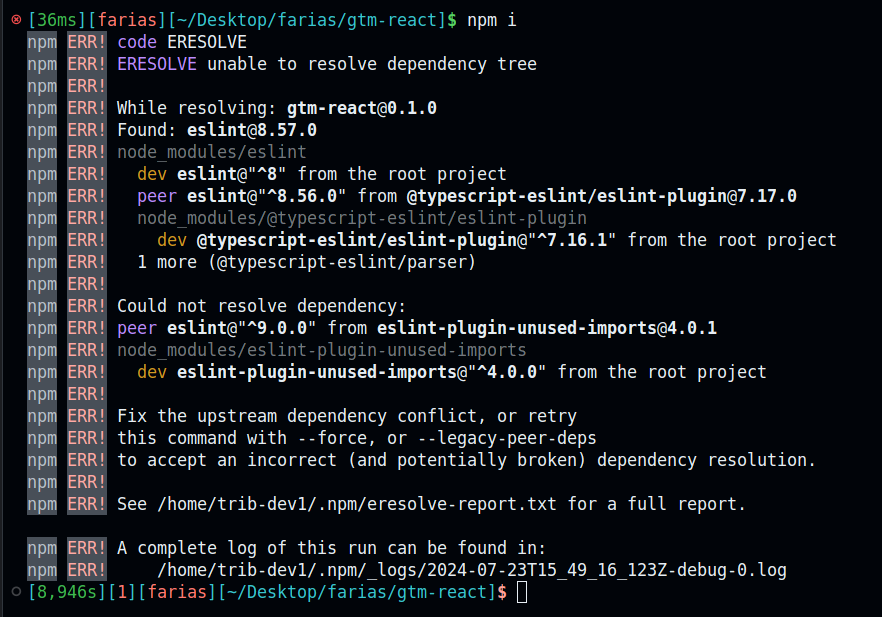 [36ms][farias][~/Desktop/farias/gtm-react]$ npm i
npm ERR! code ERESOLVE
npm ERR! ERESOLVE unable to resolve dependency tree
npm ERR!
npm ERR! While resolving: gtm-react@0.1.0
npm ERR! Found: eslint@8.57.0
npm ERR! node_modules/eslint
npm ERR!   dev eslint@"^8" from the root project
npm ERR!   peer eslint@"^8.56.0" from @typescript-eslint/eslint-plugin@7.17.0
npm ERR!   node_modules/@typescript-eslint/eslint-plugin
npm ERR!     dev @typescript-eslint/eslint-plugin@"^7.16.1" from the root project
npm ERR!   1 more (@typescript-eslint/parser)
npm ERR!
npm ERR! Could not resolve dependency:
npm ERR! peer eslint@"^9.0.0" from eslint-plugin-unused-imports@4.0.1
npm ERR! node_modules/eslint-plugin-unused-imports
npm ERR!   dev eslint-plugin-unused-imports@"^4.0.0" from the root project
npm ERR!
npm ERR! Fix the upstream dependency conflict, or retry
npm ERR! this command with --force, or --legacy-peer-deps
npm ERR! to accept an incorrect (and potentially broken) dependency resolution.
npm ERR!
npm ERR! See /home/trib-dev1/.npm/eresolve-report.txt for a full report.

npm ERR! A complete log of this run can be found in:
npm ERR!     /home/trib-dev1/.npm/_logs/2024-07-23T15_49_16_123Z-debug-0.log
[8,946s][1][farias][~/Desktop/farias/gtm-react]$